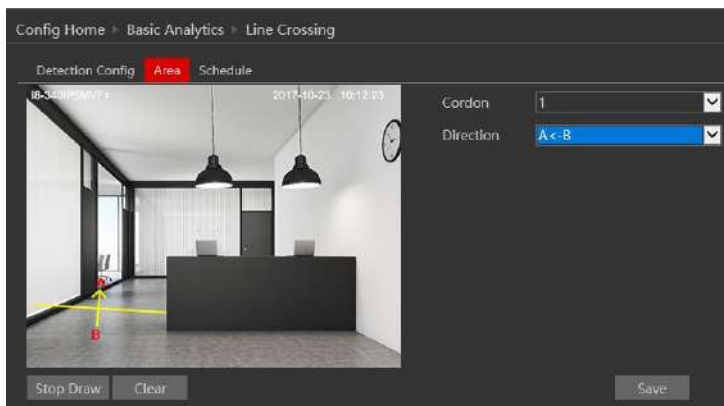 Config Home ▸ Basic Analytics ▸ Line Crossing
Detection Config Area Schedule
2017-10-23 10:12:23
Cordon 1
Direction A<-B
B
Stop Draw Clear Save